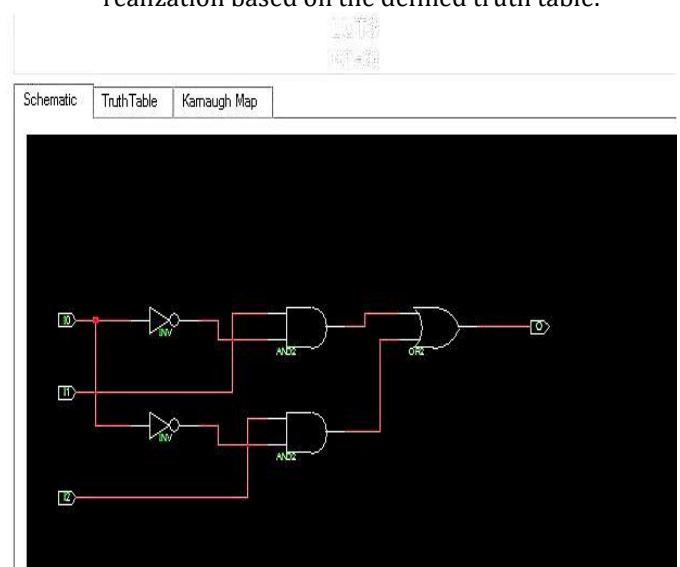 realization based on the defined truth table.
Schematic TruthTable Karnaugh Map
I0
INV
AND2
OR2
O
I1
INV
AND2
I2